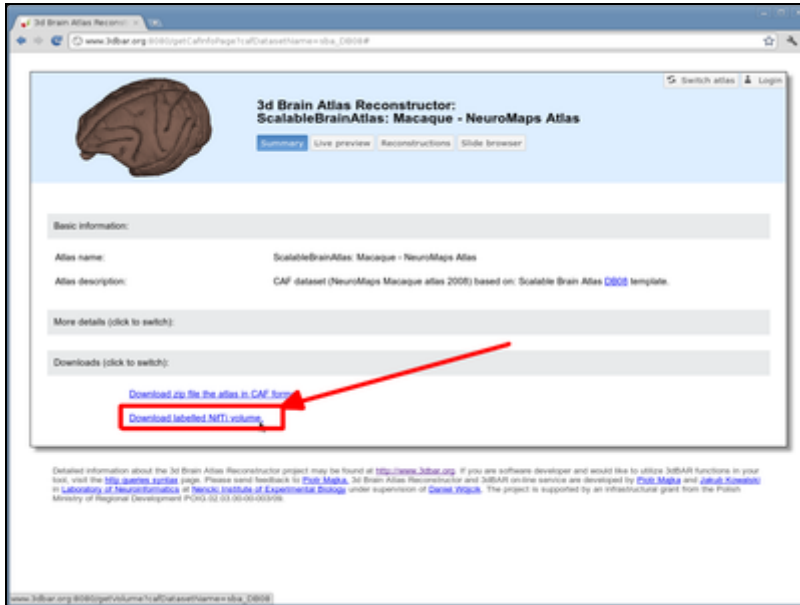 3d Brain Atlas Reconst
www.3dbar.org:8080/getCafInfoPage?cafDatasetName=sba_DB08#
Switch atlas Login
3d Brain Atlas Reconstructor:
ScalableBrainAtlas: Macaque - NeuroMaps Atlas
Summary Live preview Reconstructions Slide browser
Basic information:
Atlas name: ScalableBrainAtlas: Macaque - NeuroMaps Atlas
Atlas description: CAF dataset (NeuroMaps Macaque atlas 2008) based on: Scalable Brain Atlas DB08 template.
More details (click to switch):
Downloads (click to switch):
Download zip file the atlas in CAF form
Download labelled NifTi volume
Detailed information about the 3d Brain Atlas Reconstructor project may be found at http://www.3dbar.org. If you are software developer and would like to utilize 3dBAR functions in your
tool, visit the http queries syntax page. Please send feedback to Piotr Majka. 3d Brain Atlas Reconstructor and 3dBAR on-line service are developed by Piotr Majka and Jakub Kowalski
in Laboratory of Neuroinformatics at Nencki Institute of Experimental Biology under supervision of Daniel Wójcik. The project is supported by an infrastructural grant from the Polish
Ministry of Regional Development POIG.02.03.00-00-003/09.
www.3dbar.org:8080/getVolume?cafDatasetName=sba_DB08